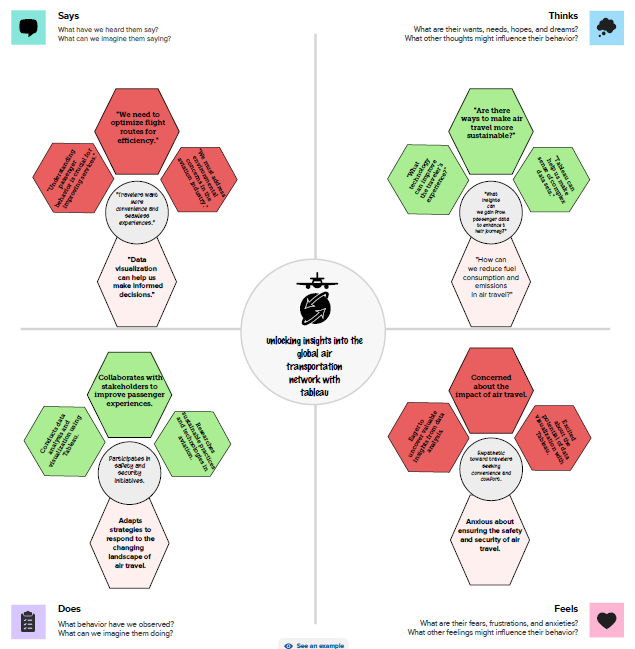 Says
What have we heard them say?
What can we imagine them saying?
Thinks
What are their wants, needs, hopes, and dreams?
What other thoughts might influence their behavior?
"We need to
optimize flight
routes for
efficiency."
"Understanding
passenger
behavior is crucial for
improving services."
"We must address
environmental
concerns in the
aviation industry."
"Travelers want
more
convenience and
seamless
experiences."
"Data
visualization
can help us
make informed
decisions."
"Are there
ways to make air
travel more
sustainable?"
"What
technology
can improve
the traveler's
experience?"
"Tableau can
help us make
sense of complex
data sets."
"What
insights
can
we gain from
passenger data
to enhance t
heir journey?"
"How can
we reduce fuel
consumption and
emissions
in air travel?"
unlocking insights into the
global air
transportation
network with
tableau
Collaborates with
stakeholders to
improve passenger
experiences.
Conducts data
analysis and
visualization using
Tableau.
Researches
sustainable practices
and technologies in
aviation.
Participates in
safety and
security
initiatives.
Adapts
strategies to
respond to the
changing
landscape of
air travel.
Concerned
about the
impact of air travel.
Eager to
uncover valuable
insights from data
analysis
Excited
about the
potential of data
visualization with
Tableau.
Empathetic
toward travelers
seeking
convenience and
comfort.
Anxious about
ensuring the safety
and security of air
travel.
Does
What behavior have we observed?
What can we imagine them doing?
Feels
What are their fears, frustrations, and anxieties?
What other feelings might influence their behavior?
See an example